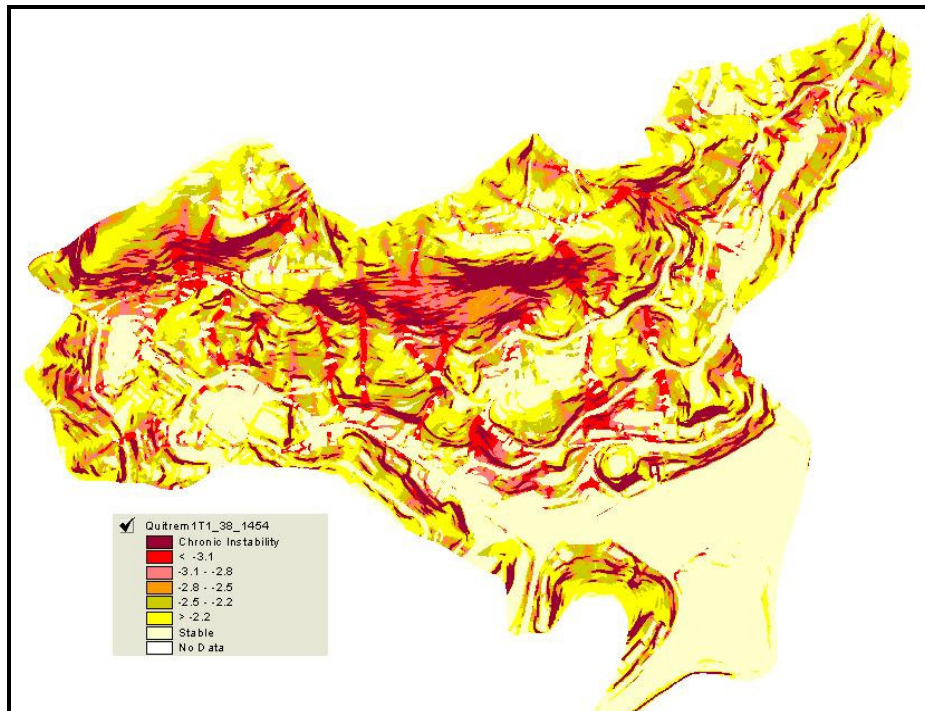 Quitrem1T1_38_1454
Chronic Instability
< -3.1
-3.1 - -2.8
-2.8 - -2.5
-2.5 - -2.2
> -2.2
Stable
No Data